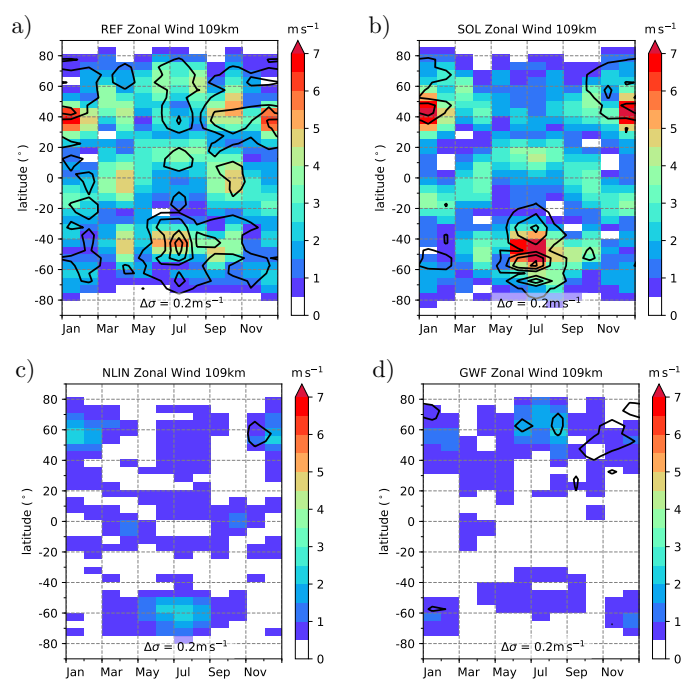 a)
REF Zonal Wind 109km
m s⁻¹
80
60
40
20
0
-20
-40
-60
-80
latitude (°)
Δσ = 0.2m s⁻¹
Jan Mar May Jul Sep Nov
7
6
5
4
3
2
1
0
b)
SOL Zonal Wind 109km
m s⁻¹
80
60
40
20
0
-20
-40
-60
-80
latitude (°)
Δσ = 0.2m s⁻¹
Jan Mar May Jul Sep Nov
7
6
5
4
3
2
1
0
c)
NLIN Zonal Wind 109km
m s⁻¹
80
60
40
20
0
-20
-40
-60
-80
latitude (°)
Δσ = 0.2m s⁻¹
Jan Mar May Jul Sep Nov
7
6
5
4
3
2
1
0
d)
GWF Zonal Wind 109km
m s⁻¹
80
60
40
20
0
-20
-40
-60
-80
latitude (°)
Δσ = 0.2m s⁻¹
Jan Mar May Jul Sep Nov
7
6
5
4
3
2
1
0